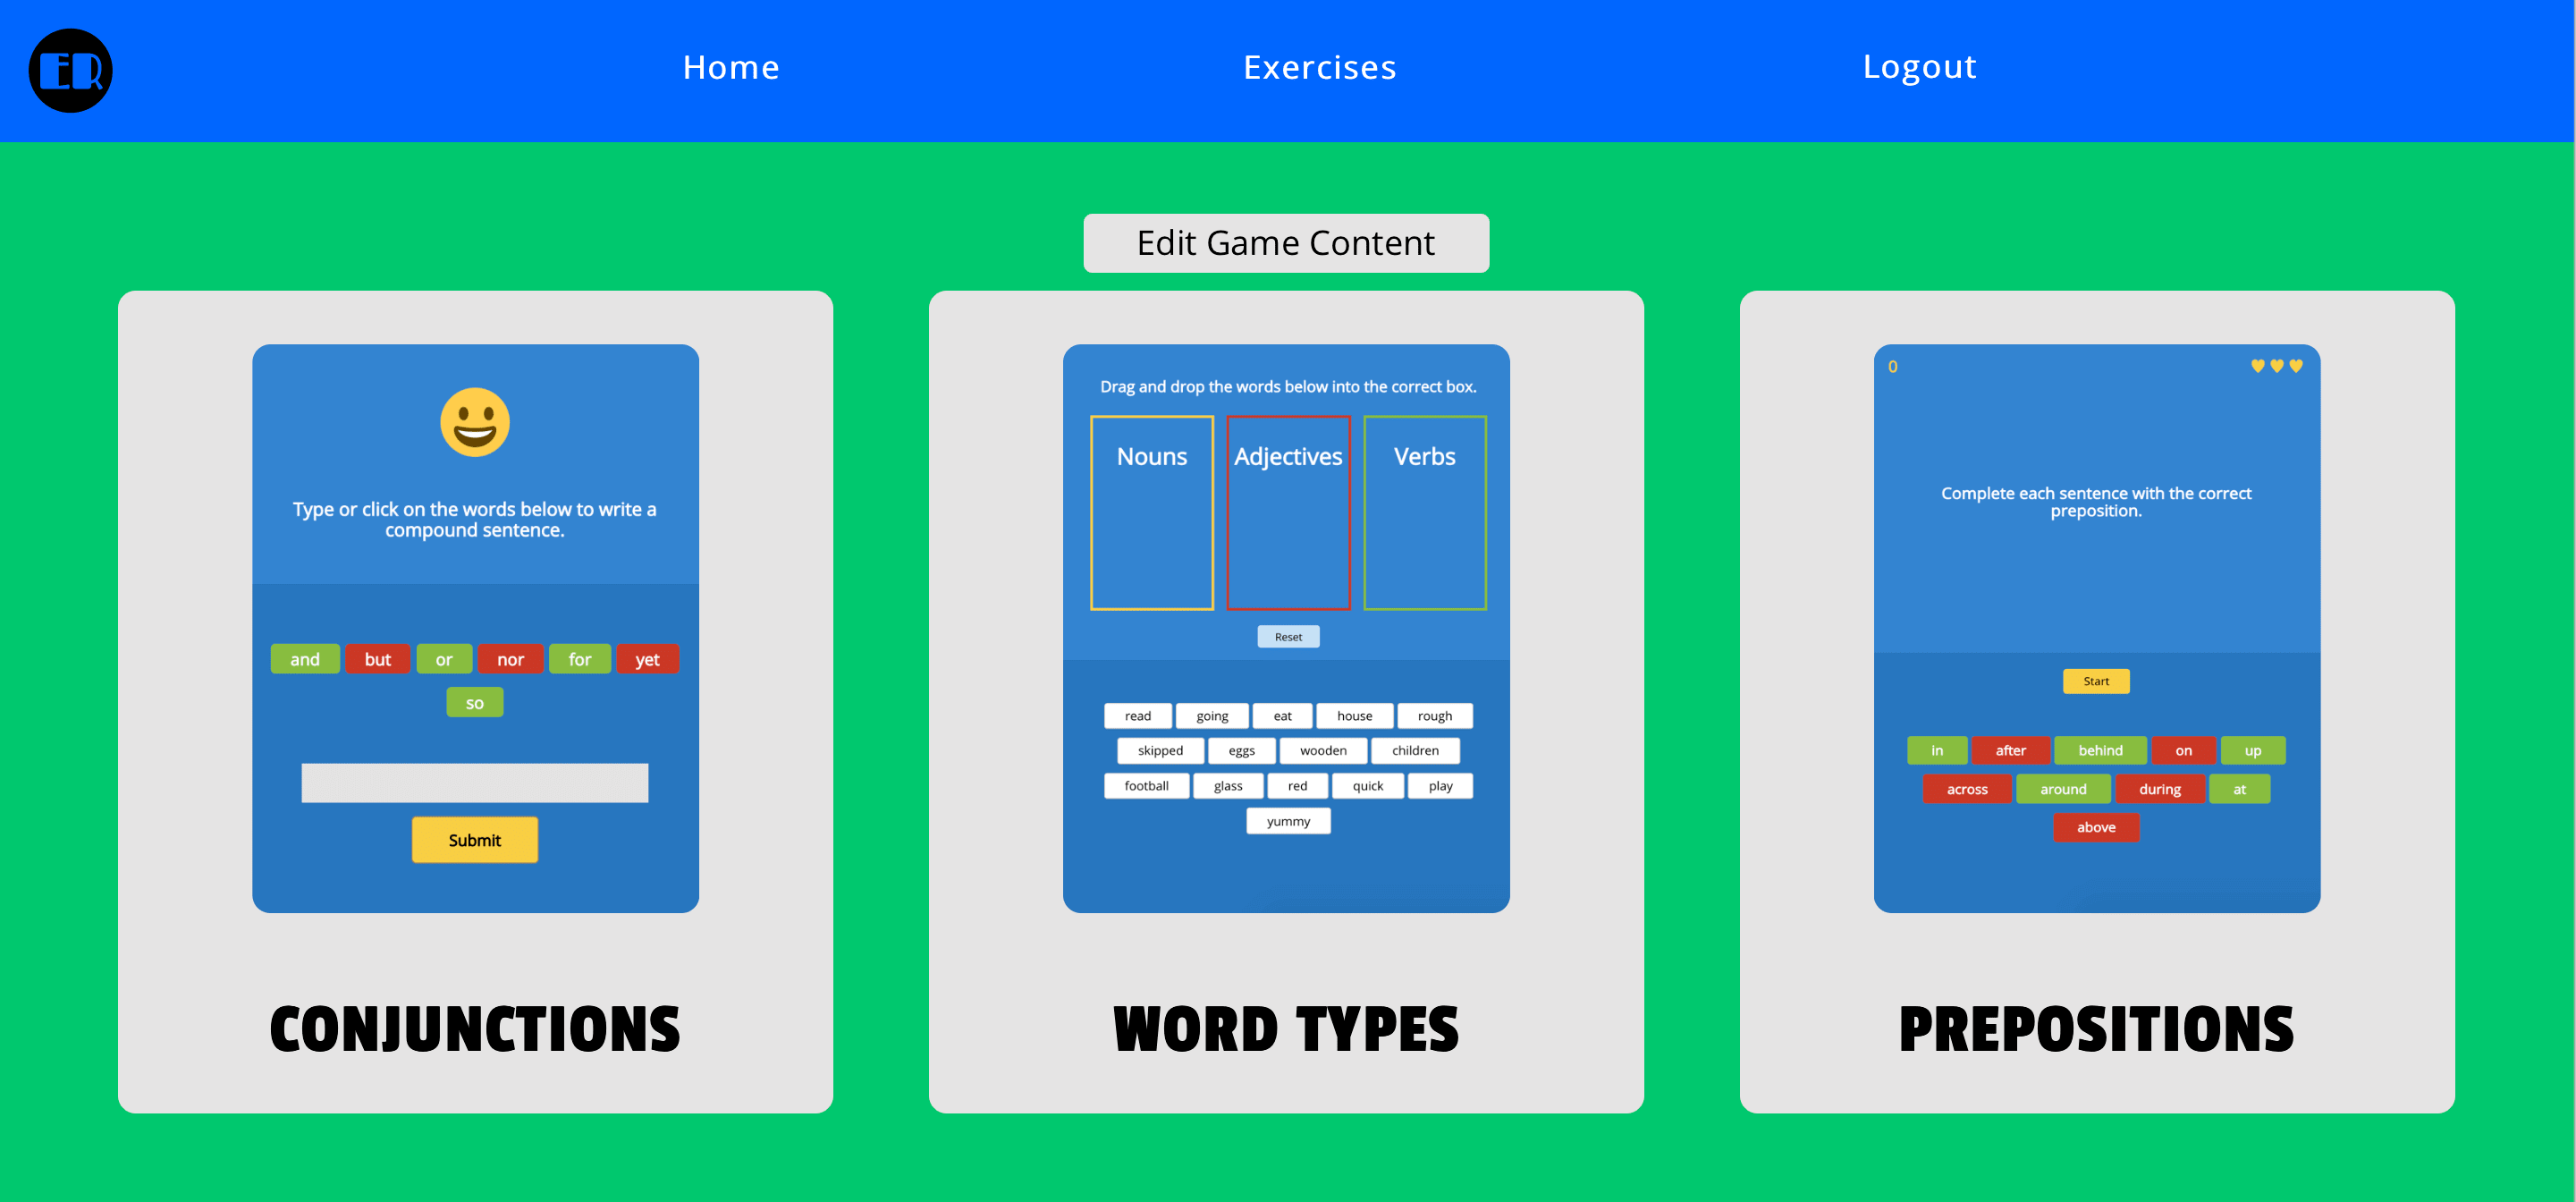 ER
Home Exercises Logout
Edit Game Content
Type or click on the words below to write a
compound sentence.
and but or nor for yet
so
Submit
CONJUNCTIONS
Drag and drop the words below into the correct box.
Nouns Adjectives Verbs
Reset
read going eat house rough
skipped eggs wooden children
football glass red quick play
yummy
WORD TYPES
0
Complete each sentence with the correct
preposition.
Start
in after behind on up
across around during at
above
PREPOSITIONS